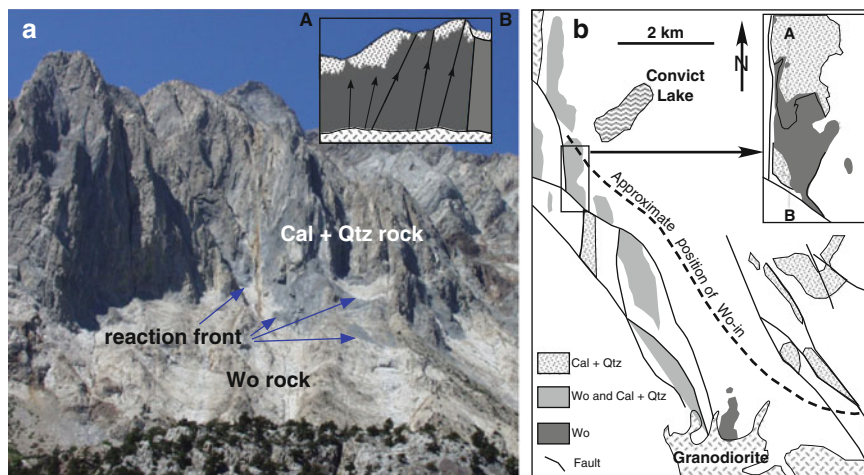 a
A
B
Cal + Qtz rock
reaction front
Wo rock
b
2 km
N
Convict
Lake
A
B
Approximate position of Wo-in
Cal + Qtz
Wo and Cal + Qtz
Wo
Fault
Granodiorite